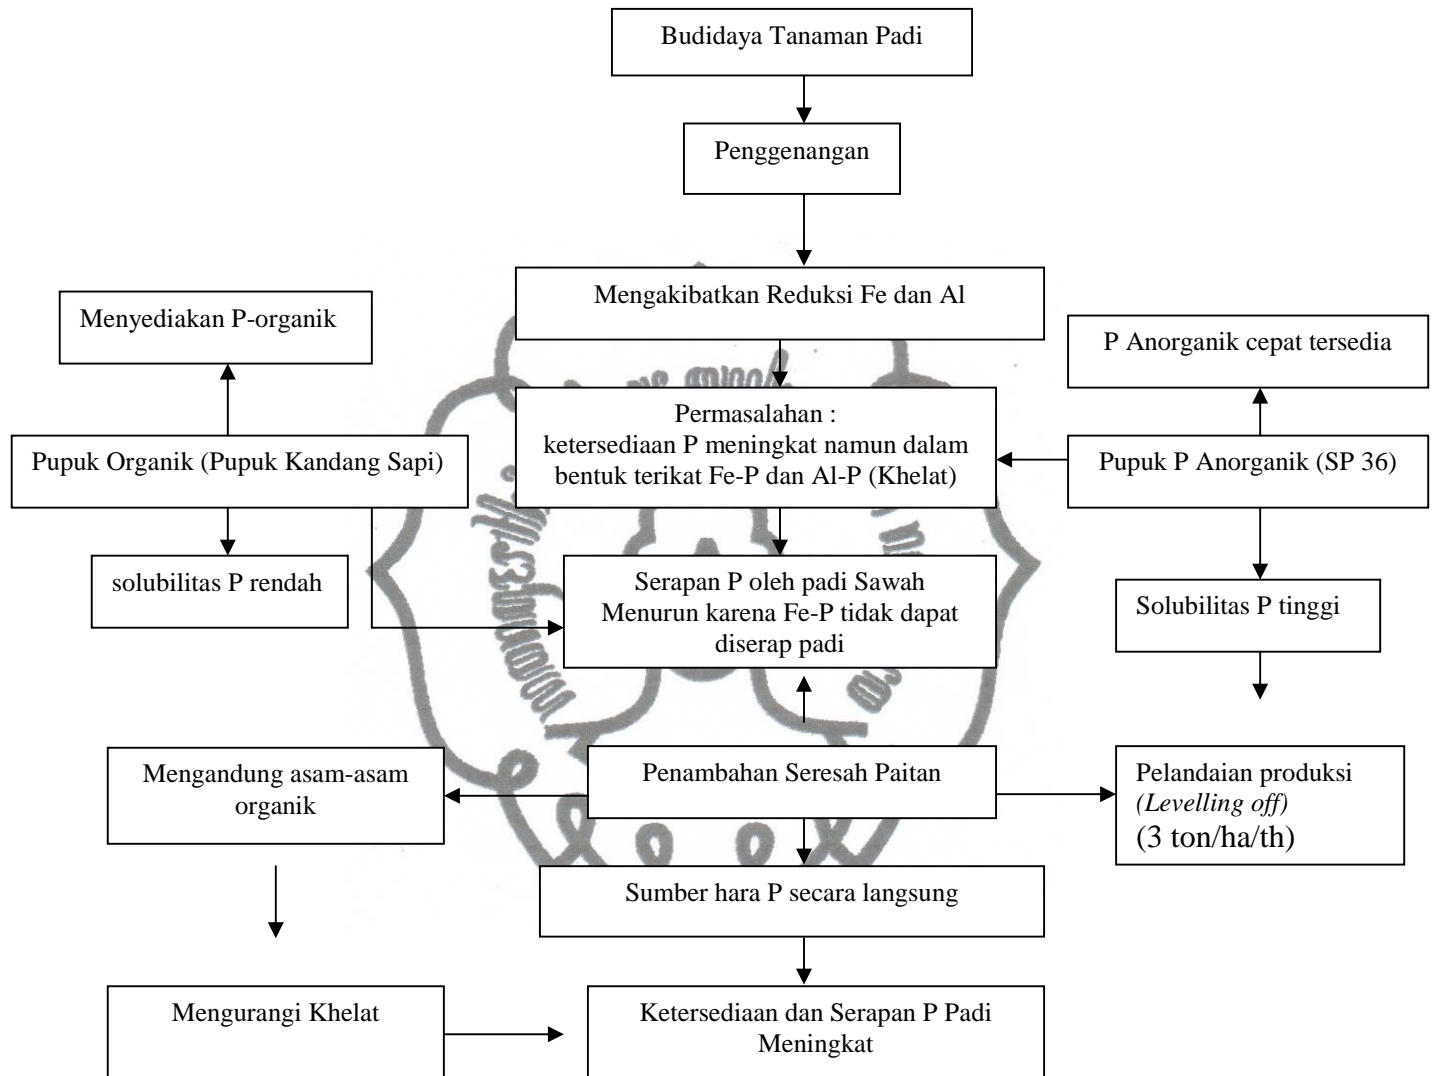 Budidaya Tanaman Padi
Penggenangan
Mengakibatkan Reduksi Fe dan Al
Menyediakan P-organik
P Anorganik cepat tersedia
Permasalahan :
ketersediaan P meningkat namun dalam
bentuk terikat Fe-P dan Al-P (Khelat)
Pupuk Organik (Pupuk Kandang Sapi)
Pupuk P Anorganik (SP 36)
solubilitas P rendah
Serapan P oleh padi Sawah
Menurun karena Fe-P tidak dapat
diserap padi
Solubilitas P tinggi
Mengandung asam-asam
organik
Penambahan Seresah Paitan
Pelandaian produksi
(Levelling off)
(3 ton/ha/th)
Sumber hara P secara langsung
Mengurangi Khelat
Ketersediaan dan Serapan P Padi
Meningkat